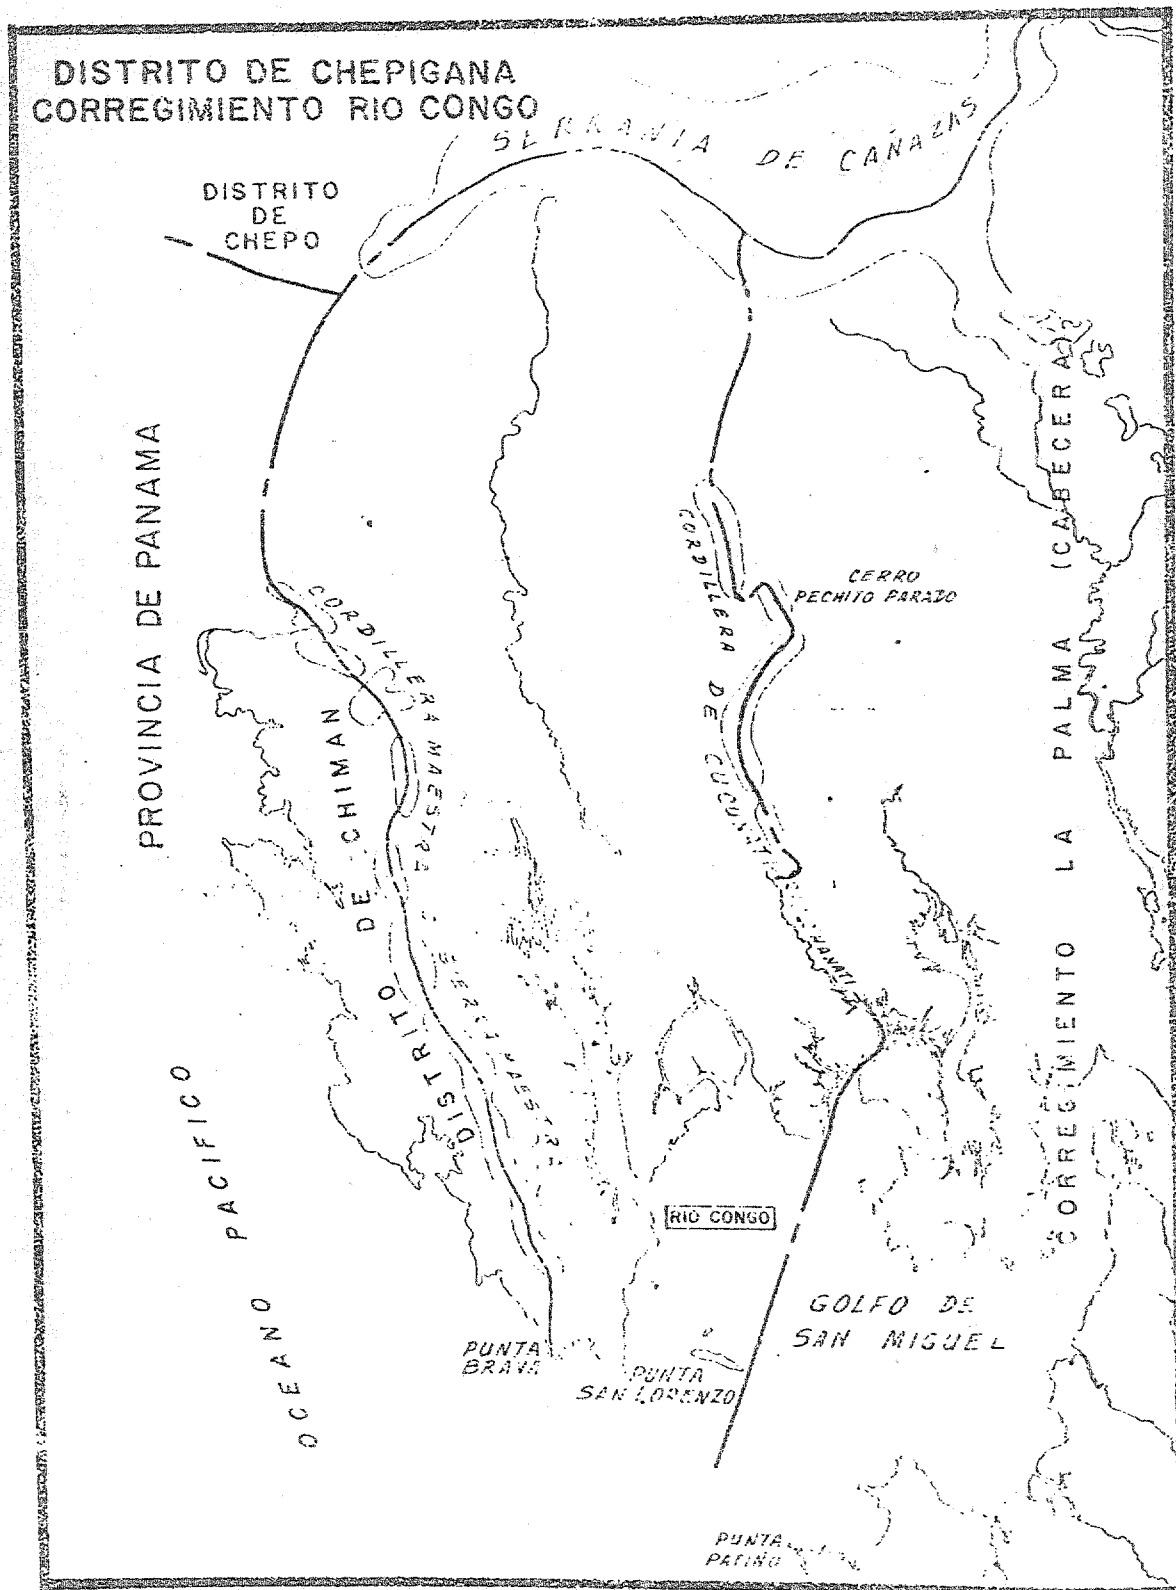 DISTRITO DE CHEPIGANA
CORREGIMIENTO RIO CONGO
SERRANIA DE CAÑAZAS
DISTRITO
DE
CHEPO
PROVINCIA DE PANAMA
CORDILLERA MAESTRA
CORDILLERA DE CUCUNATI
CERRO
PECHITO PARAZO
CORREGIMIENTO LA PALMA (CABECERA)
DISTRITO DE CHIMAN
MAESTRA
OCEANO PACIFICO
RIO CONGO
GOLFO DE
SAN MIGUEL
PUNTA
BRAVA
PUNTA
SAN LORENZO
PUNTA
PATIÑO